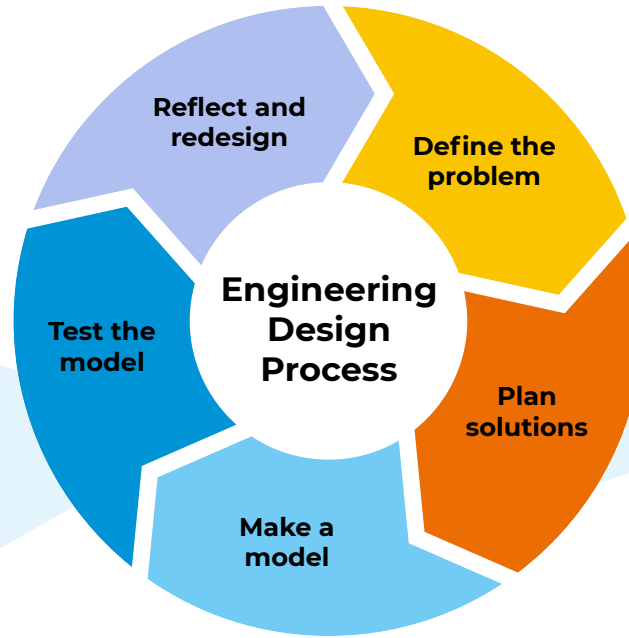 Engineering
Design
Process
Define the
problem
Plan
solutions
Make a
model
Test the
model
Reflect and
redesign